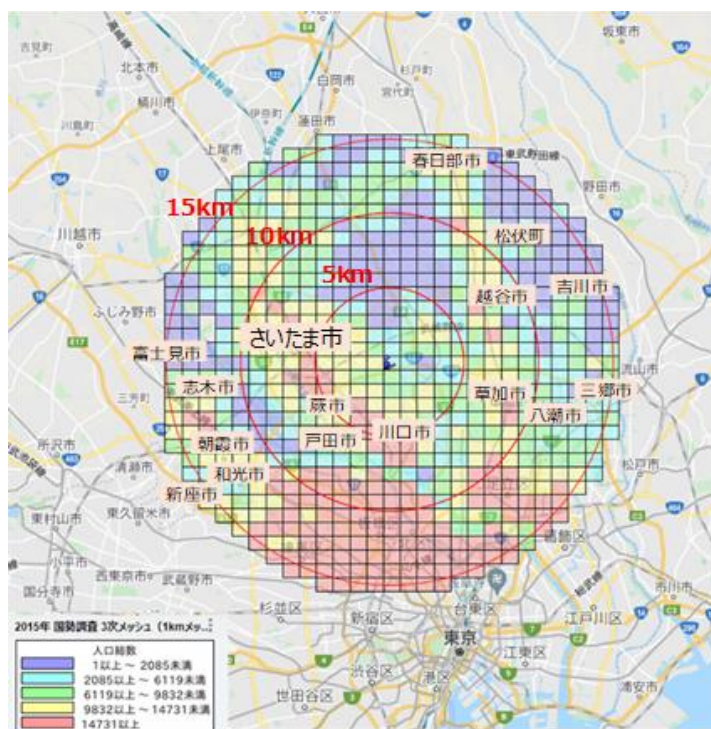 吉見町
北本市
桶川市
川島町
上尾市
伊奈町
白岡市
蓮田市
杉戸町
宮代町
坂東市
春日部市
東武野田線
野田市
15km
10km
5km
松伏町
川越市
越谷市
吉川市
ふじみ野市
さいたま市
富士見市
流山市
志木市
草加市
三郷市
三芳町
蕨市
八潮市
川口市
戸田市
所沢市
朝霞市
松戸市
清瀬市
和光市
新座市
東村山市
東久留米市
葛飾区
小平市
西東京市
武蔵野市
国分寺市
杉並区
新宿区
台東区
市川市
江戸川区
東京
江東区
渋谷区
港区
世田谷区
浦安市
2015年 国勢調査 3次メッシュ（1kmメッ...
人口総数
1以上 ～ 2085未満
2085以上 ～ 6119未満
6119以上 ～ 9832未満
9832以上 ～ 14731未満
14731以上